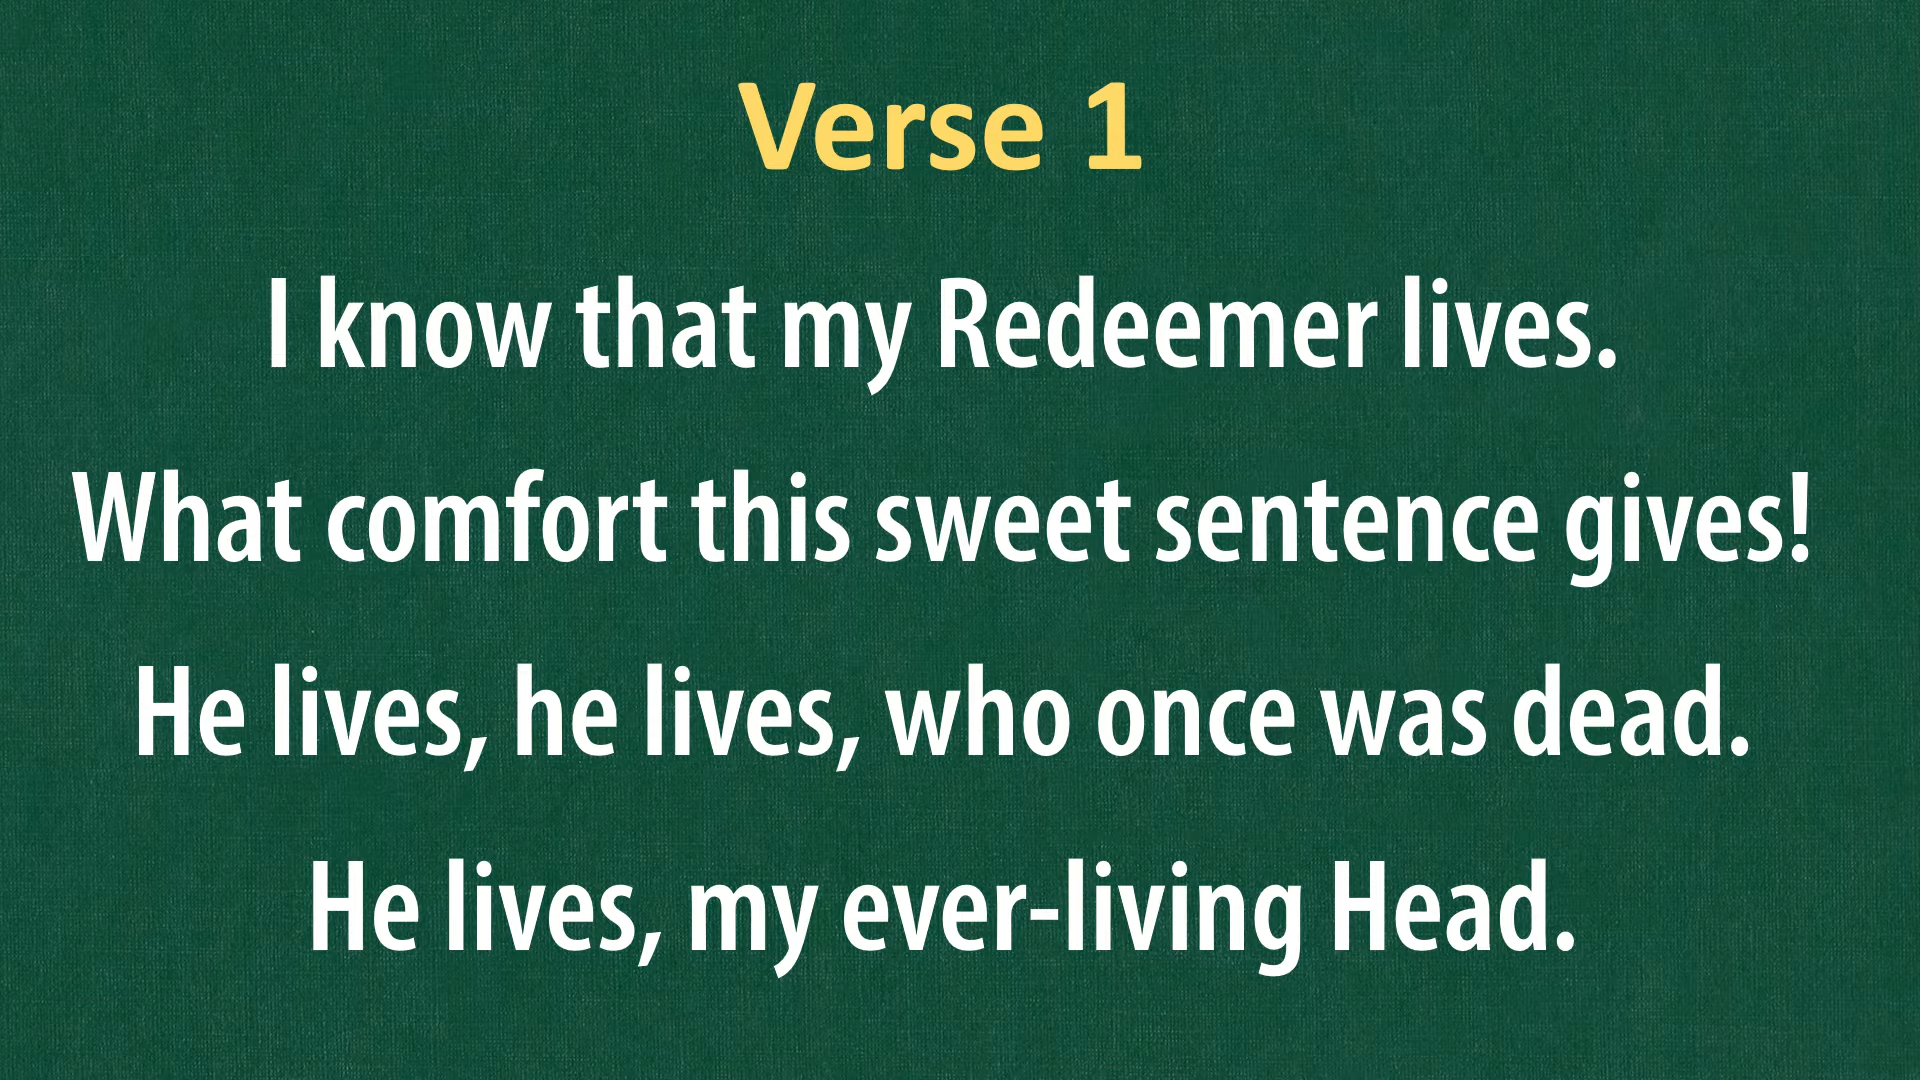 Verse 1
I know that my Redeemer lives.
What comfort this sweet sentence gives!
He lives, he lives, who once was dead.
He lives, my ever-living Head.